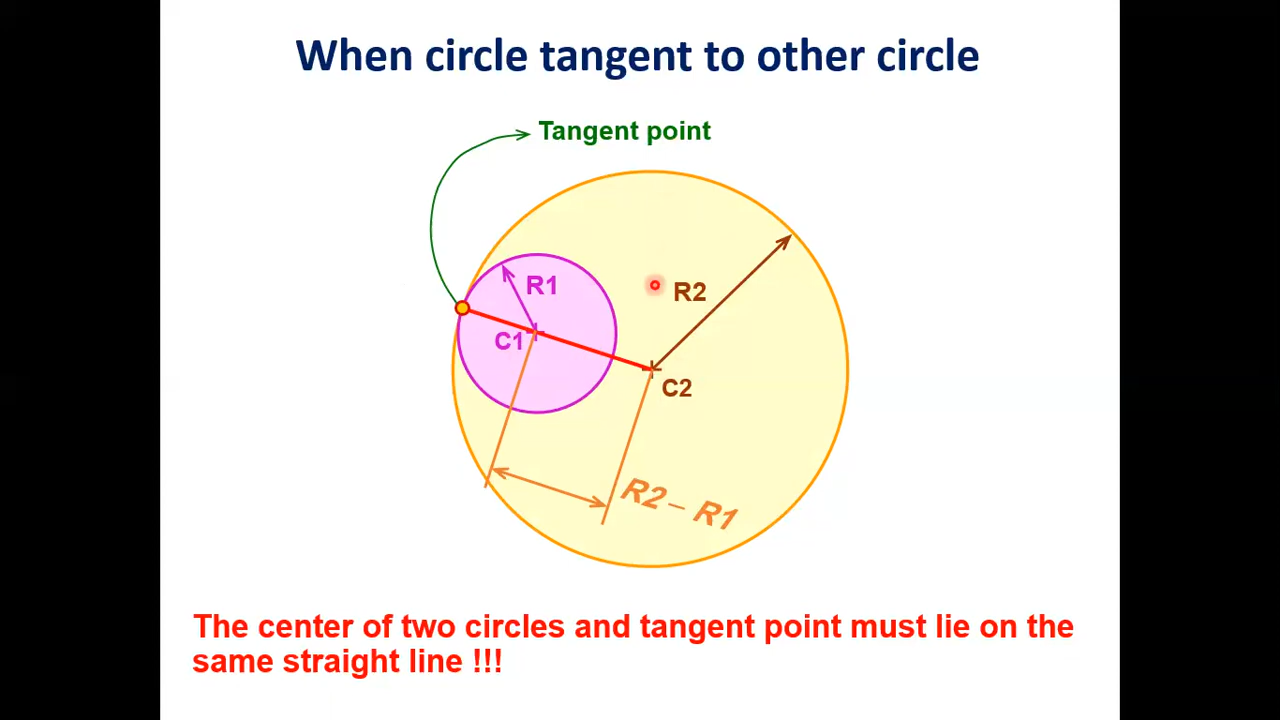 When circle tangent to other circle
Tangent point
R1
R2
C1
C2
R2 – R1
The center of two circles and tangent point must lie on the
same straight line !!!